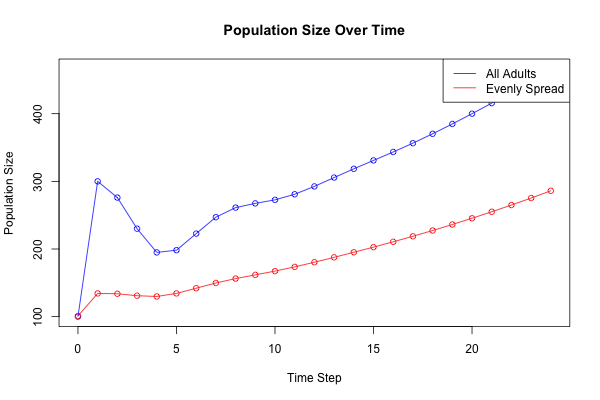 Population Size Over Time
All Adults
Evenly Spread
Population Size
400
300
200
100
0 5 10 15 20
Time Step